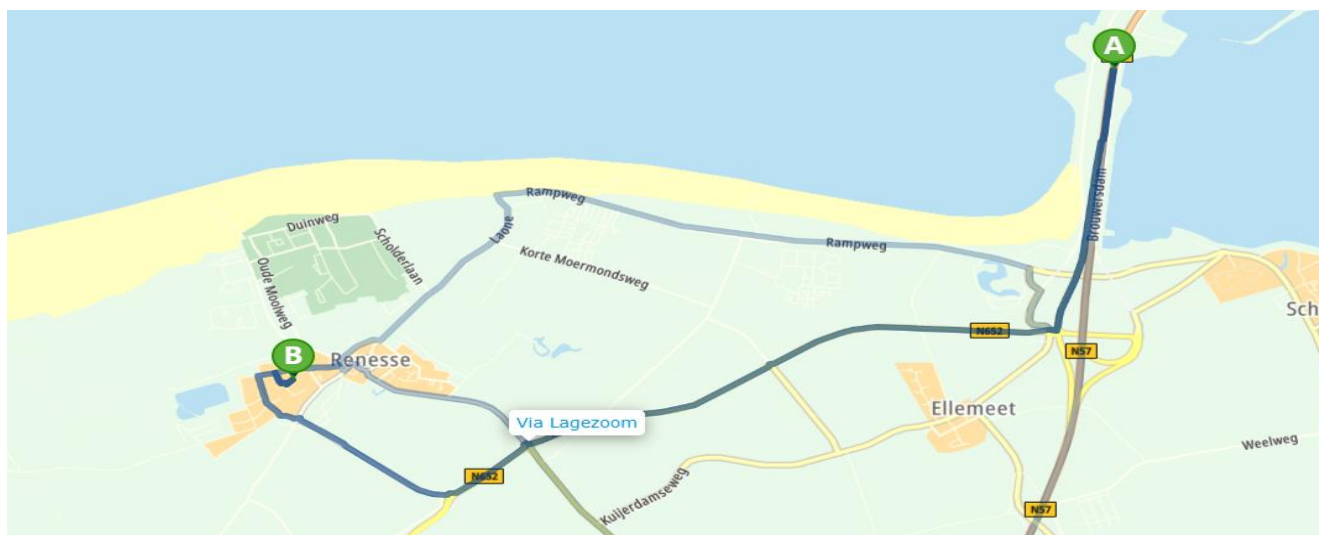 A
Brouwersdam
Rampweg
Duinweg
Laone
Scholderlaan
Rampweg
Korte Moermondsweg
Oude Moolweg
Sch
N652
B
Renesse
N57
Ellemeet
Via Lagezoom
Weelweg
N652
Kuijerdamseweg
N57